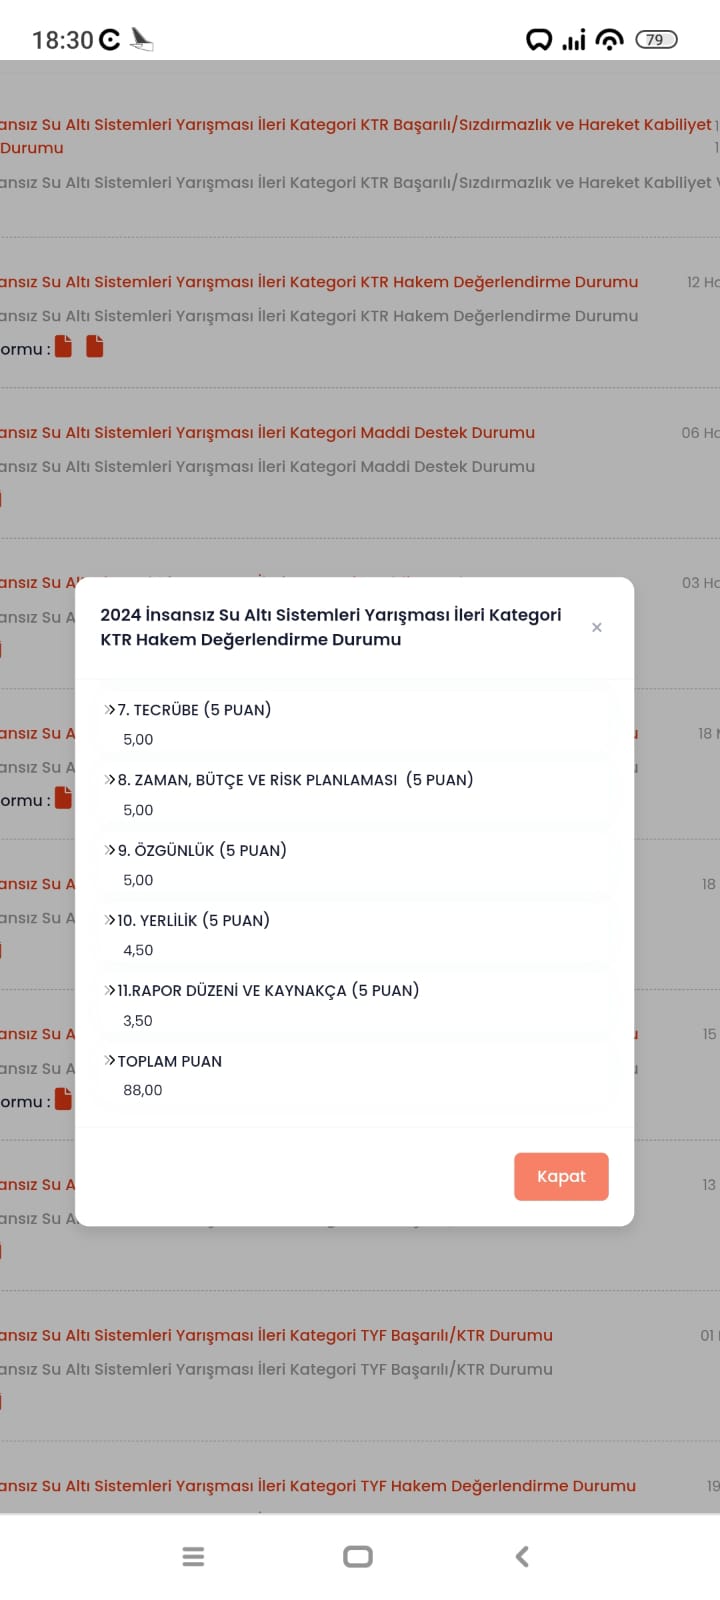 18:30
79
ansız Su Altı Sistemleri Yarışması İleri Kategori KTR Başarılı/Sızdırmazlık ve Hareket Kabiliyet
Durumu
ansız Su Altı Sistemleri Yarışması İleri Kategori KTR Başarılı/Sızdırmazlık ve Hareket Kabiliyet
ansız Su Altı Sistemleri Yarışması İleri Kategori KTR Hakem Değerlendirme Durumu 12 Ha
ansız Su Altı Sistemleri Yarışması İleri Kategori KTR Hakem Değerlendirme Durumu
ormu :
ansız Su Altı Sistemleri Yarışması İleri Kategori Maddi Destek Durumu 06 Ha
ansız Su Altı Sistemleri Yarışması İleri Kategori Maddi Destek Durumu
ansız Su A 03 Ha
ansız Su A
2024 İnsansız Su Altı Sistemleri Yarışması İleri Kategori
KTR Hakem Değerlendirme Durumu
×
»7. TECRÜBE (5 PUAN)
5,00
»8. ZAMAN, BÜTÇE VE RİSK PLANLAMASI (5 PUAN)
5,00
»9. ÖZGÜNLÜK (5 PUAN)
5,00
»10. YERLİLİK (5 PUAN)
4,50
»11.RAPOR DÜZENİ VE KAYNAKÇA (5 PUAN)
3,50
»TOPLAM PUAN
88,00
Kapat
ansız Su A 18
ansız Su A
ormu :
ansız Su A 18
ansız Su A
ansız Su A 15
ansız Su A
ormu :
ansız Su A 13
ansız Su A
ansız Su Altı Sistemleri Yarışması İleri Kategori TYF Başarılı/KTR Durumu 01
ansız Su Altı Sistemleri Yarışması İleri Kategori TYF Başarılı/KTR Durumu
ansız Su Altı Sistemleri Yarışması İleri Kategori TYF Hakem Değerlendirme Durumu 19